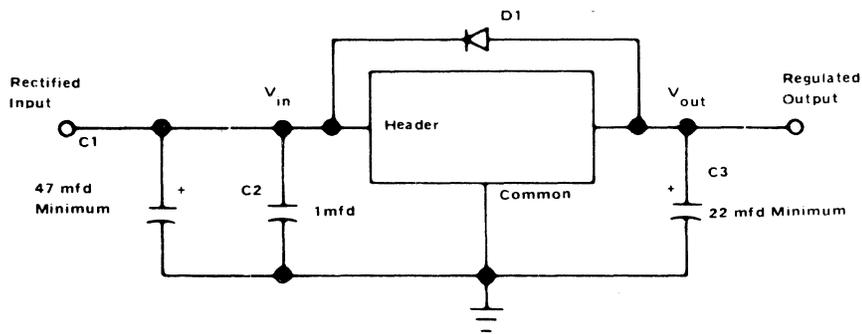 D1
Rectified
Input
V in
V out
Regulated
Output
Header
C1
47 mfd
Minimum
+
C2
1mfd
Common
C3
+
22 mfd Minimum